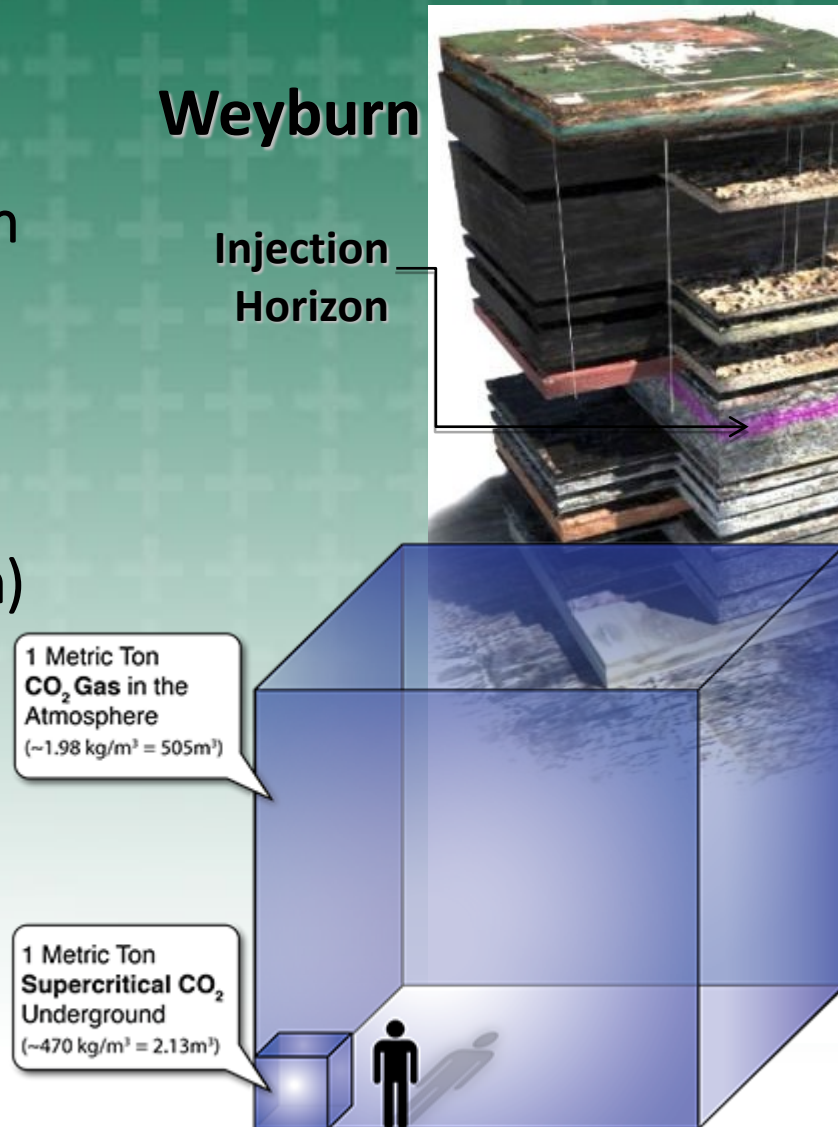 Weyburn
Injection
Horizon
1 Metric Ton
CO₂ Gas in the
Atmosphere
(~1.98 kg/m³ = 505m³)
1 Metric Ton
Supercritical CO₂
Underground
(~470 kg/m³ = 2.13m³)